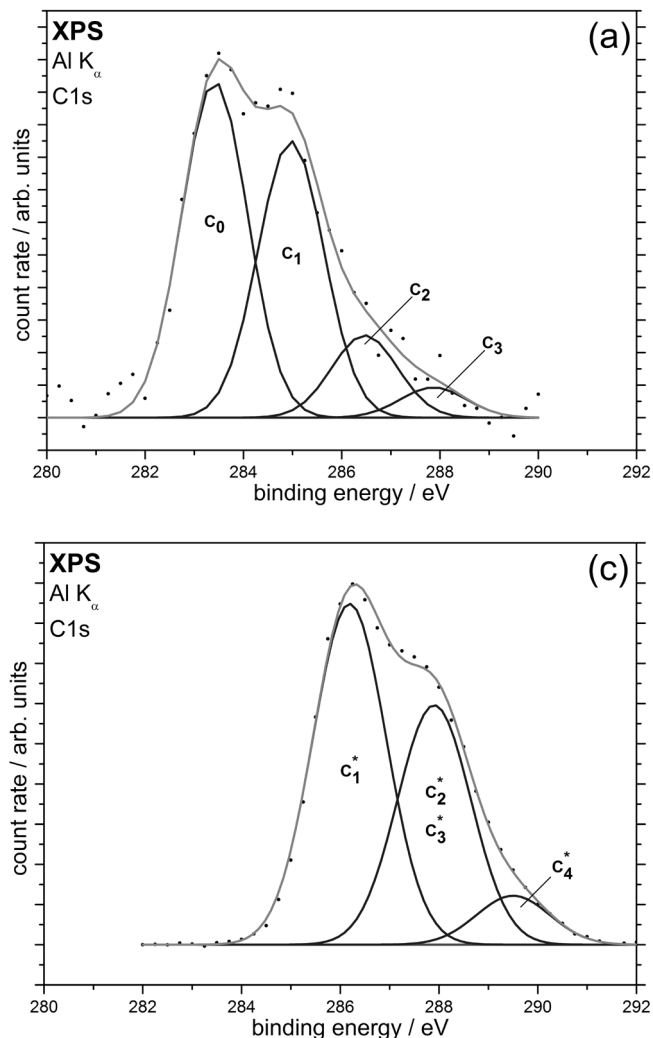 XPS
(a)
Al Kα
C1s
count rate / arb. units
C0
C1
C2
C3
280 282 284 286 288 290 292
binding energy / eV
XPS
(c)
Al Kα
C1s
count rate / arb. units
C1*
C2*
C3*
C4*
280 282 284 286 288 290 292
binding energy / eV